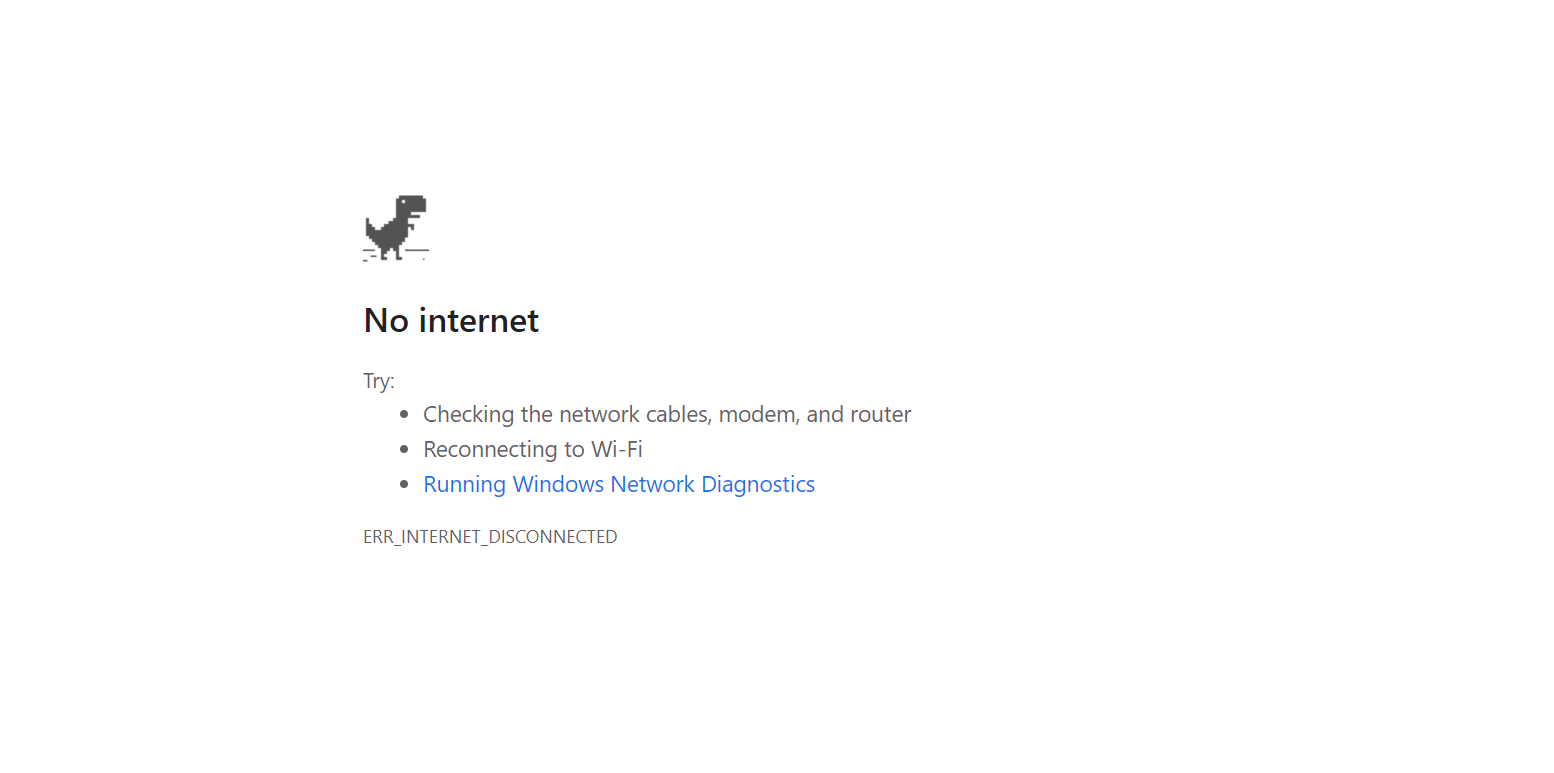 No internet
Try:
Checking the network cables, modem, and router
Reconnecting to Wi-Fi
Running Windows Network Diagnostics
ERR_INTERNET_DISCONNECTED